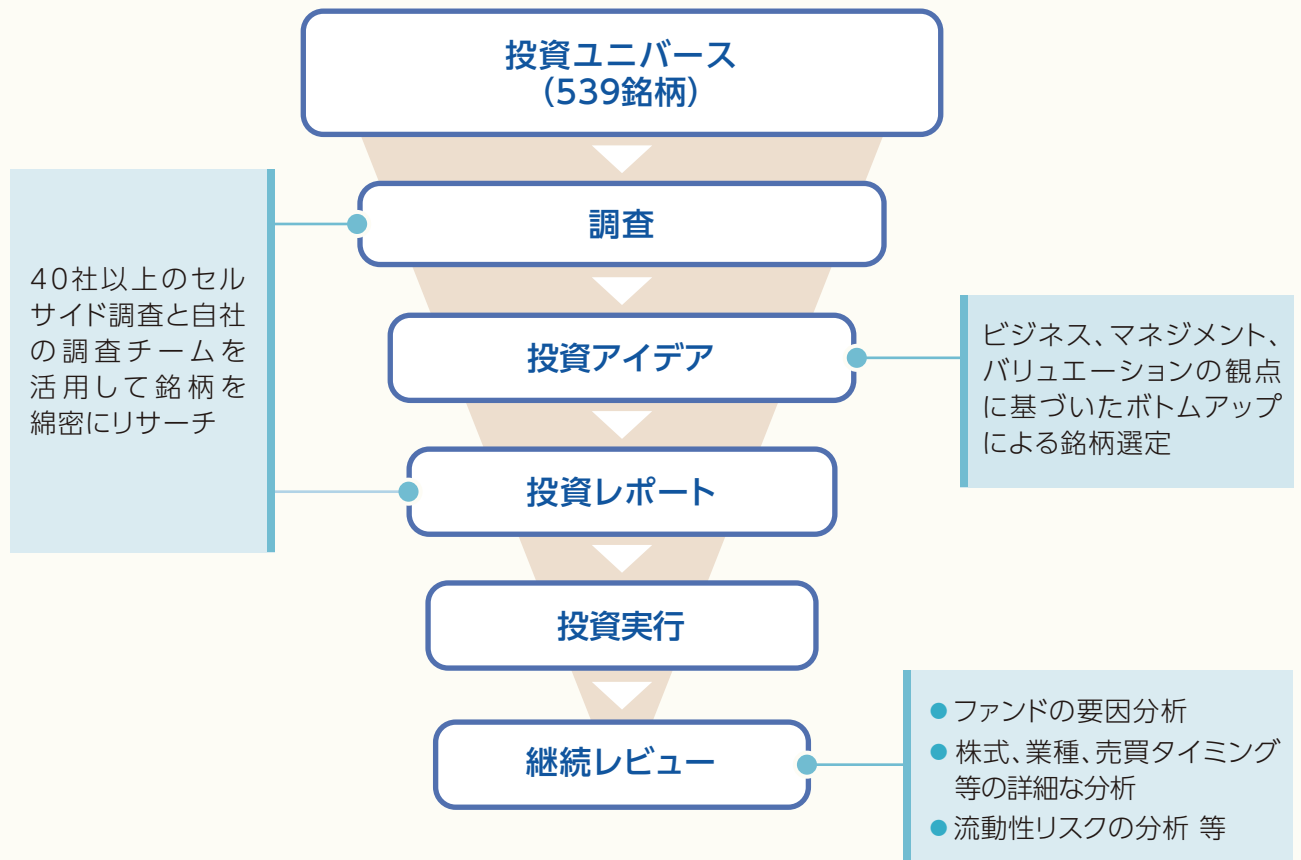 投資ユニバース
(539銘柄)
調査
40社以上のセル
サイド調査と自社
の調査チームを
活用して銘柄を
綿密にリサーチ
投資アイデア
ビジネス、マネジメント、
バリュエーションの観点
に基づいたボトムアップ
による銘柄選定
投資レポート
投資実行
継続レビュー
●ファンドの要因分析
●株式、業種、売買タイミング
等の詳細な分析
●流動性リスクの分析 等